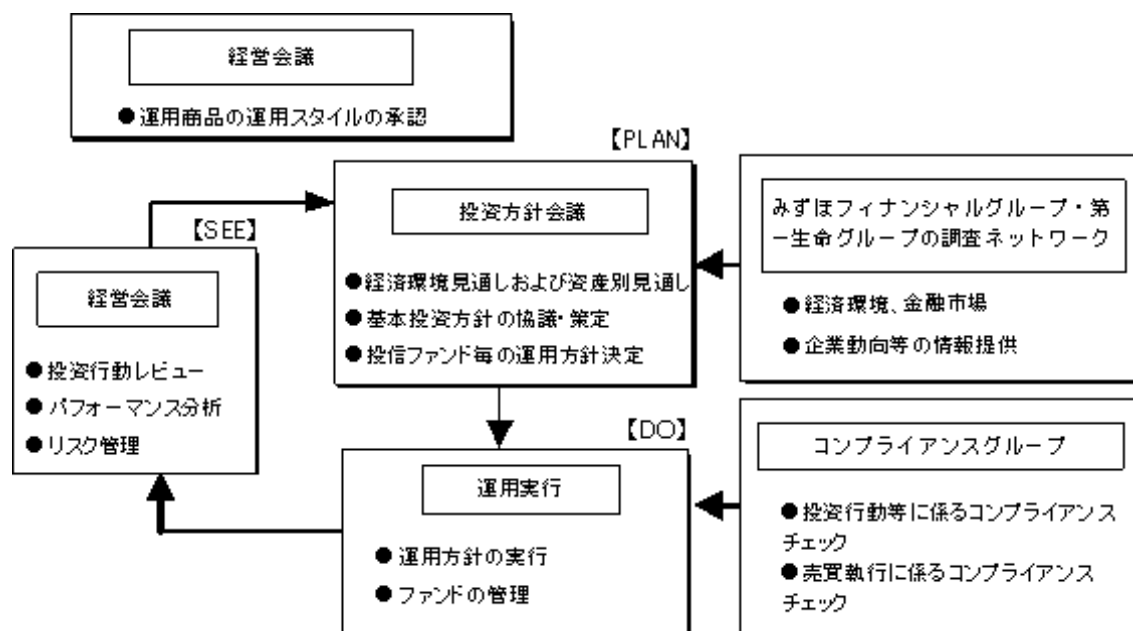 経営会議
●運用商品の運用スタイルの承認
【PLAN】
投資方針会議
●経済環境見通しおよび資産別見通し
●基本投資方針の協議・策定
●投信ファンド毎の運用方針決定
みずほフィナンシャルグループ・第
一生命グループの調査ネットワーク
●経済環境、金融市場
●企業動向等の情報提供
【SEE】
経営会議
●投資行動レビュー
●パフォーマンス分析
●リスク管理
【DO】
運用実行
●運用方針の実行
●ファンドの管理
コンプライアンスグループ
●投資行動等に係るコンプライアンス
チェック
●売買執行に係るコンプライアンス
チェック